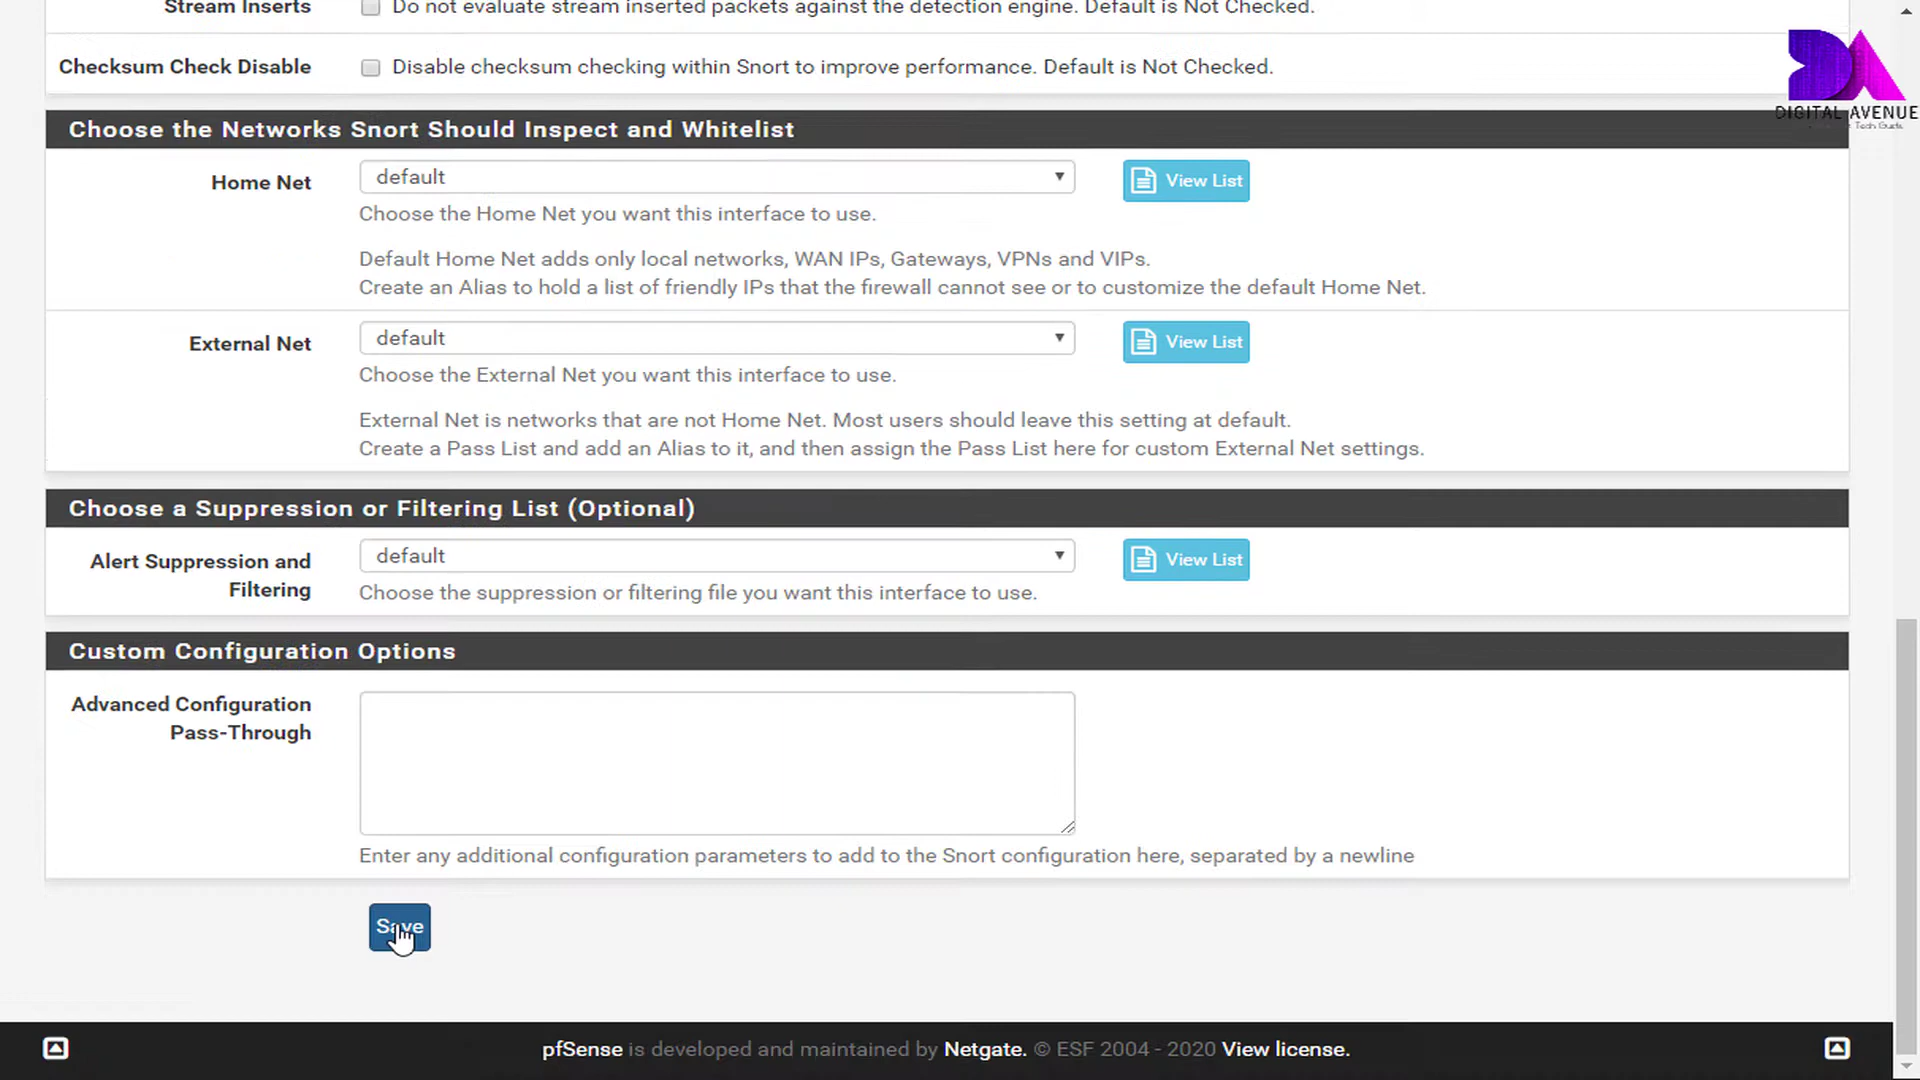 Stream Inserts
Do not evaluate stream inserted packets against the detection engine. Default is Not Checked.
Checksum Check Disable
Disable checksum checking within Snort to improve performance. Default is Not Checked.
DIGITAL AVENUE
Tech Guide.
Choose the Networks Snort Should Inspect and Whitelist
Home Net
default
View List
Choose the Home Net you want this interface to use.
Default Home Net adds only local networks, WAN IPs, Gateways, VPNs and VIPs.
Create an Alias to hold a list of friendly IPs that the firewall cannot see or to customize the default Home Net.
External Net
default
View List
Choose the External Net you want this interface to use.
External Net is networks that are not Home Net. Most users should leave this setting at default.
Create a Pass List and add an Alias to it, and then assign the Pass List here for custom External Net settings.
Choose a Suppression or Filtering List (Optional)
Alert Suppression and
Filtering
default
View List
Choose the suppression or filtering file you want this interface to use.
Custom Configuration Options
Advanced Configuration
Pass-Through
Enter any additional configuration parameters to add to the Snort configuration here, separated by a newline
Save
pfSense is developed and maintained by Netgate. © ESF 2004 - 2020 View license.